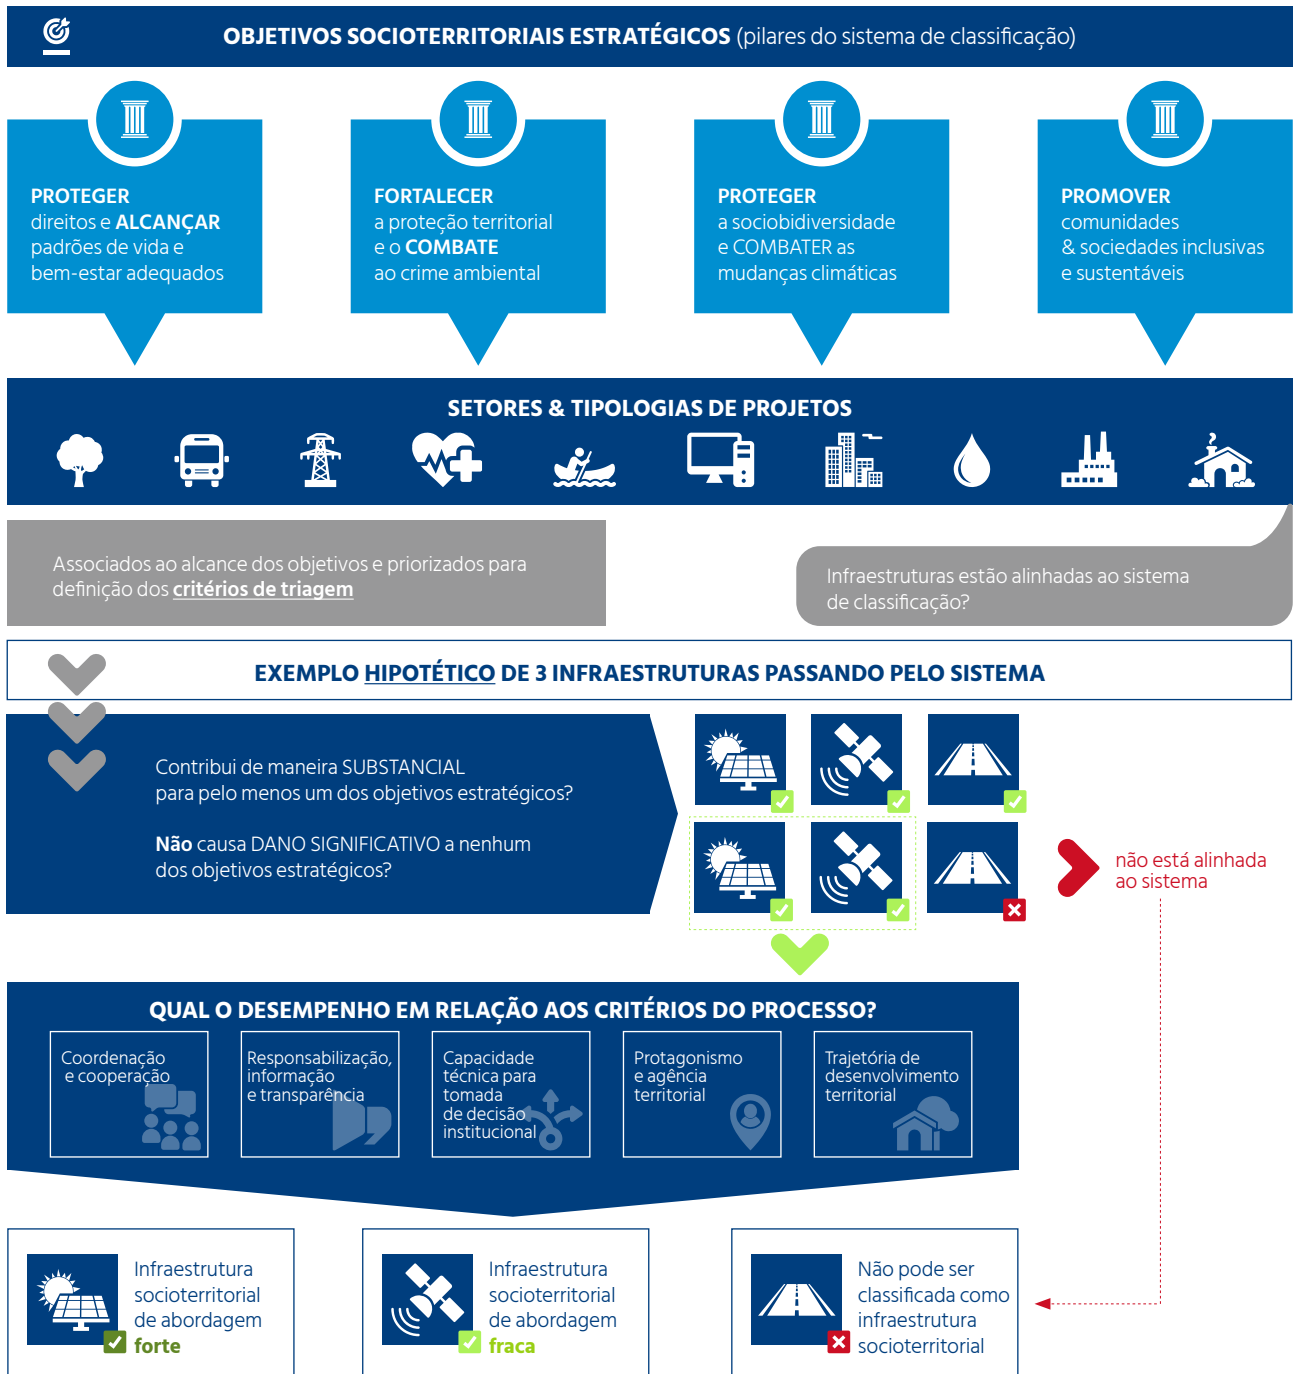 OBJETIVOS SOCIOTERRITORIAIS ESTRATÉGICOS (pilares do sistema de classificação)
PROTEGER
direitos e ALCANÇAR
padrões de vida e
bem-estar adequados
FORTALECER
a proteção territorial
e o COMBATE
ao crime ambiental
PROTEGER
a sociobidiversidade
e COMBATER as
mudanças climáticas
PROMOVER
comunidades
& sociedades inclusivas
e sustentáveis
SETORES & TIPOLOGIAS DE PROJETOS
Associados ao alcance dos objetivos e priorizados para
definição dos critérios de triagem
Infraestruturas estão alinhadas ao sistema
de classificação?
EXEMPLO HIPOTÉTICO DE 3 INFRAESTRUTURAS PASSANDO PELO SISTEMA
Contribui de maneira SUBSTANCIAL
para pelo menos um dos objetivos estratégicos?
Não causa DANO SIGNIFICATIVO a nenhum
dos objetivos estratégicos?
não está alinhada
ao sistema
QUAL O DESEMPENHO EM RELAÇÃO AOS CRITÉRIOS DO PROCESSO?
Coordenação
e cooperação
Responsabilização,
informação
e transparência
Capacidade
técnica para
tomada
de decisão
institucional
Protagonismo
e agência
territorial
Trajetória de
desenvolvimento
territorial
Infraestrutura
socioterritorial
de abordagem
forte
Infraestrutura
socioterritorial
de abordagem
fraca
Não pode ser
classificada como
infraestrutura
socioterritorial